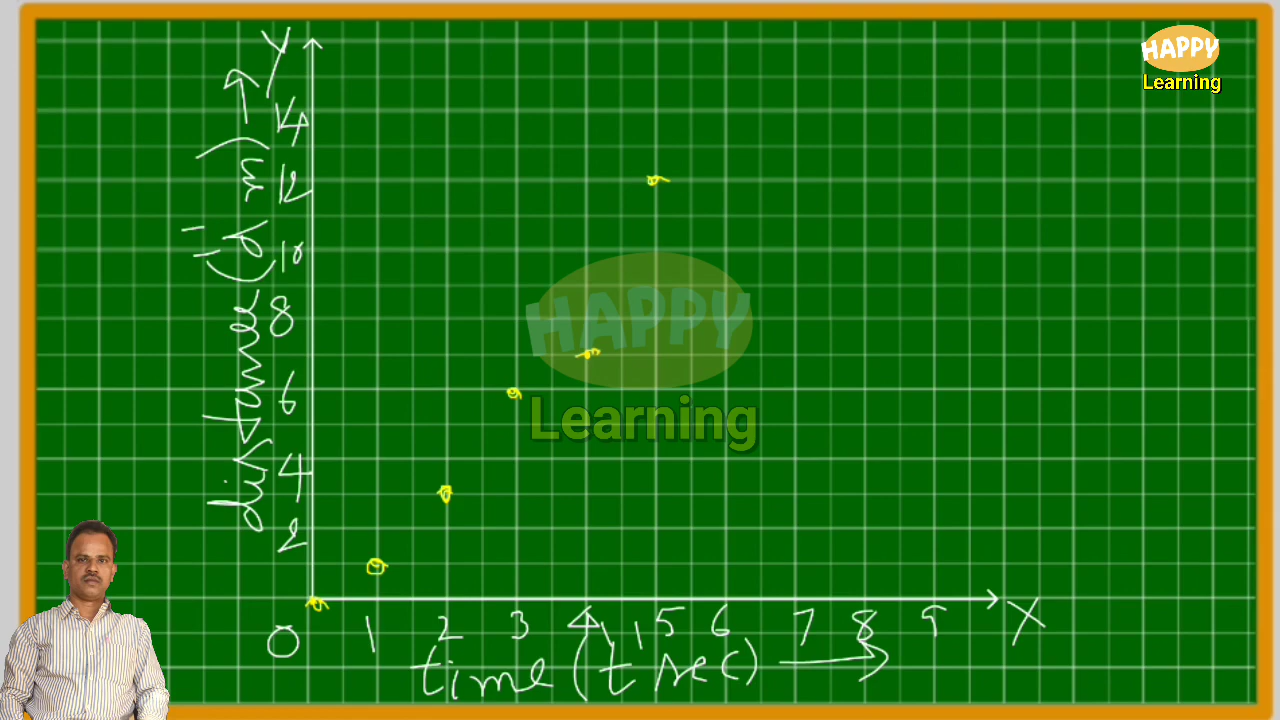 HAPPY
Learning
Y
14
12
10
8
6
4
2
0
distance (d = m)
1 2 3 4 5 6 7 8 9 X
time (t sec)
HAPPY
Learning